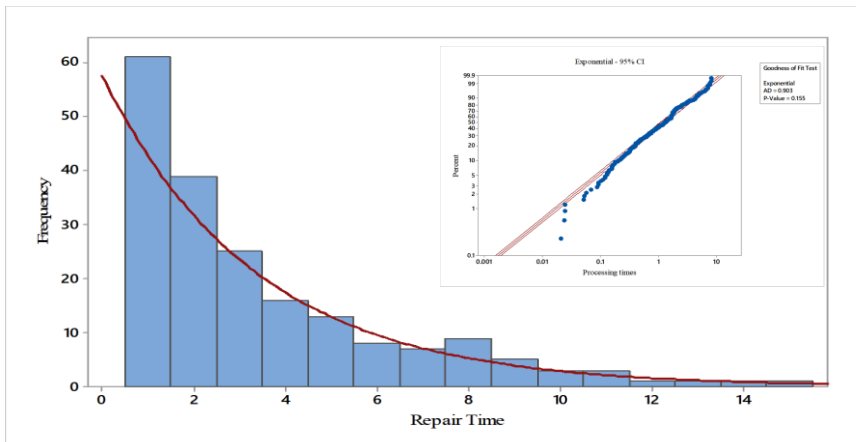 Frequency
60
50
40
30
20
10
0
0 2 4 6 8 10 12 14
Repair Time
Exponential - 95% CI
Percent
99.9
99
90
80
70
60
50
40
30
20
10
5
3
2
1
0.1
0.001 0.01 0.1 1 10
Processing times
Goodness of Fit Test
Exponential
AD = 0.903
P-Value = 0.155